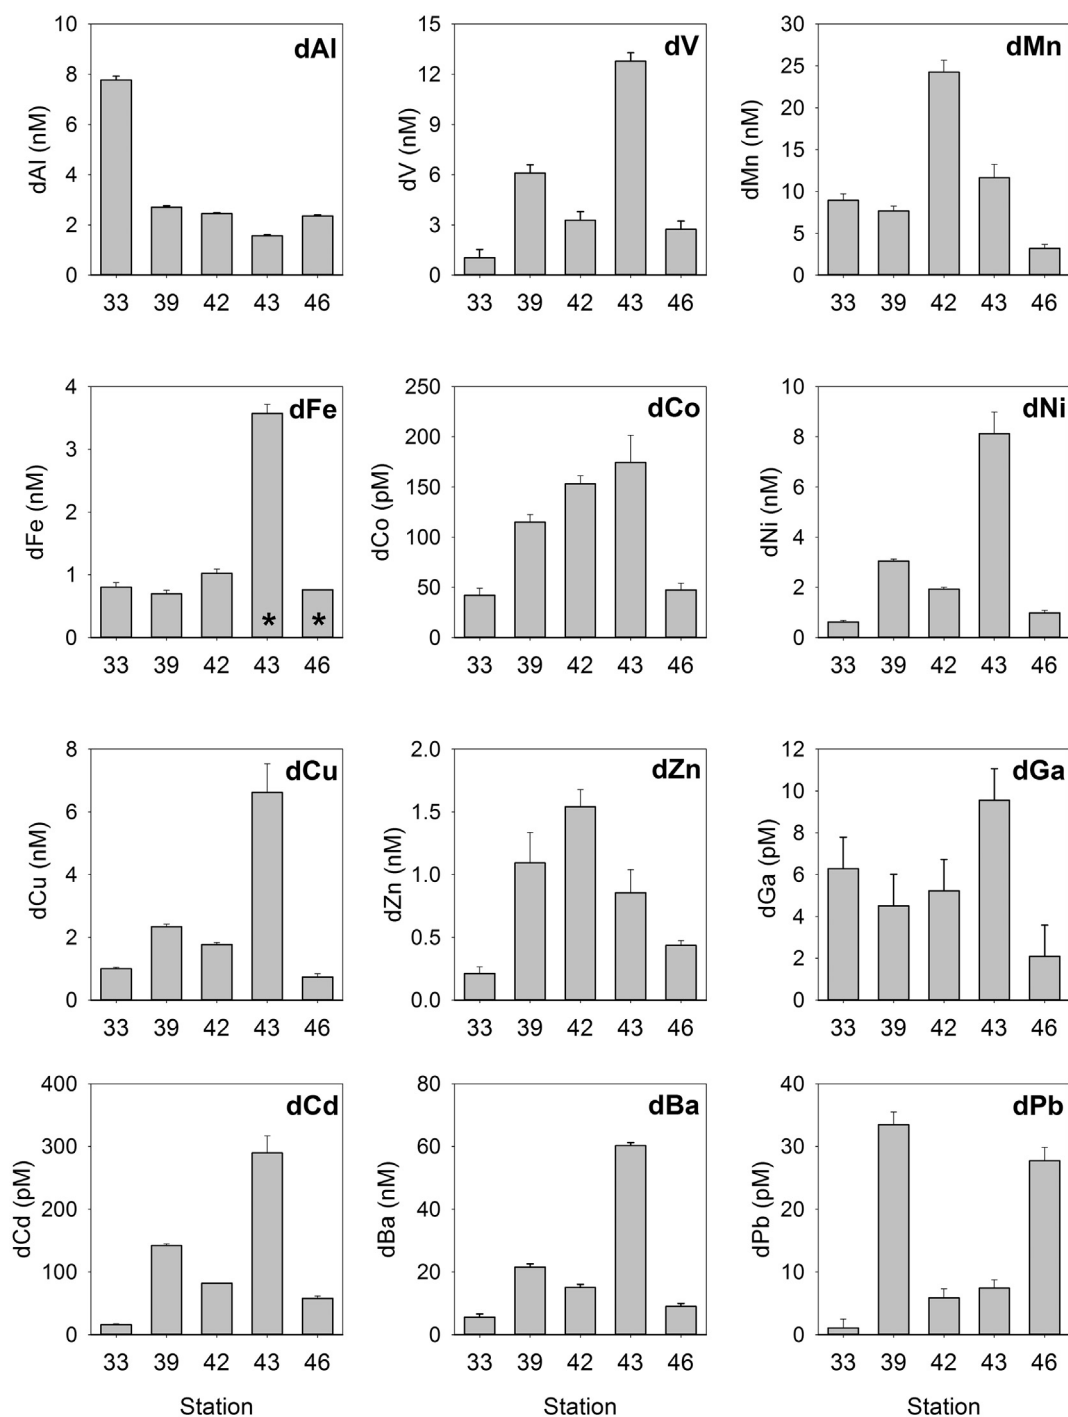 dAl
dAl (nM)
10
8
6
4
2
0
33 39 42 43 46
dV
dV (nM)
15
12
9
6
3
0
33 39 42 43 46
dMn
dMn (nM)
30
25
20
15
10
5
0
33 39 42 43 46
dFe
dFe (nM)
4
3
2
1
0
* *
33 39 42 43 46
dCo
dCo (pM)
250
200
150
100
50
0
33 39 42 43 46
dNi
dNi (nM)
10
8
6
4
2
0
33 39 42 43 46
dCu
dCu (nM)
8
6
4
2
0
33 39 42 43 46
dZn
dZn (nM)
2.0
1.5
1.0
0.5
0.0
33 39 42 43 46
dGa
dGa (pM)
12
10
8
6
4
2
0
33 39 42 43 46
dCd
dCd (pM)
400
300
200
100
0
33 39 42 43 46
Station
dBa
dBa (nM)
80
60
40
20
0
33 39 42 43 46
Station
dPb
dPb (pM)
40
30
20
10
0
33 39 42 43 46
Station